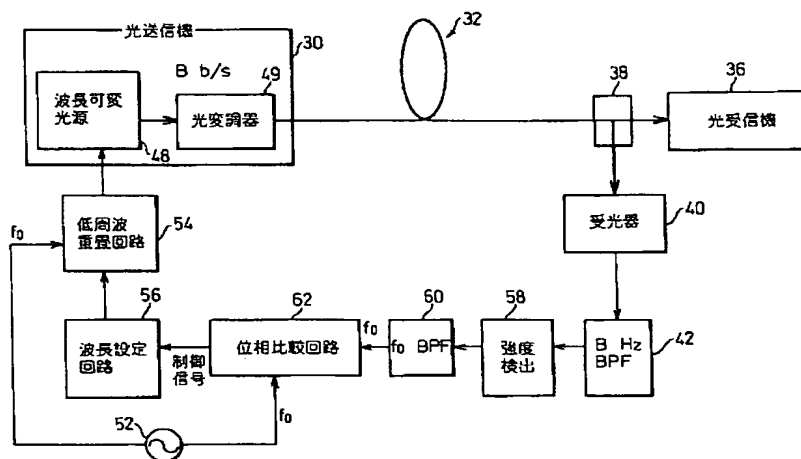 光送信機
30
B b/s
49
波長可変
光源
48
光変調器
32
38
36
光受信機
受光器
40
f₀
低周波
重畳回路
54
56
波長設定
回路
制御
信号
62
位相比較回路
f₀
60
f₀ BPF
58
強度
検出
B Hz
BPF
42
52
f₀